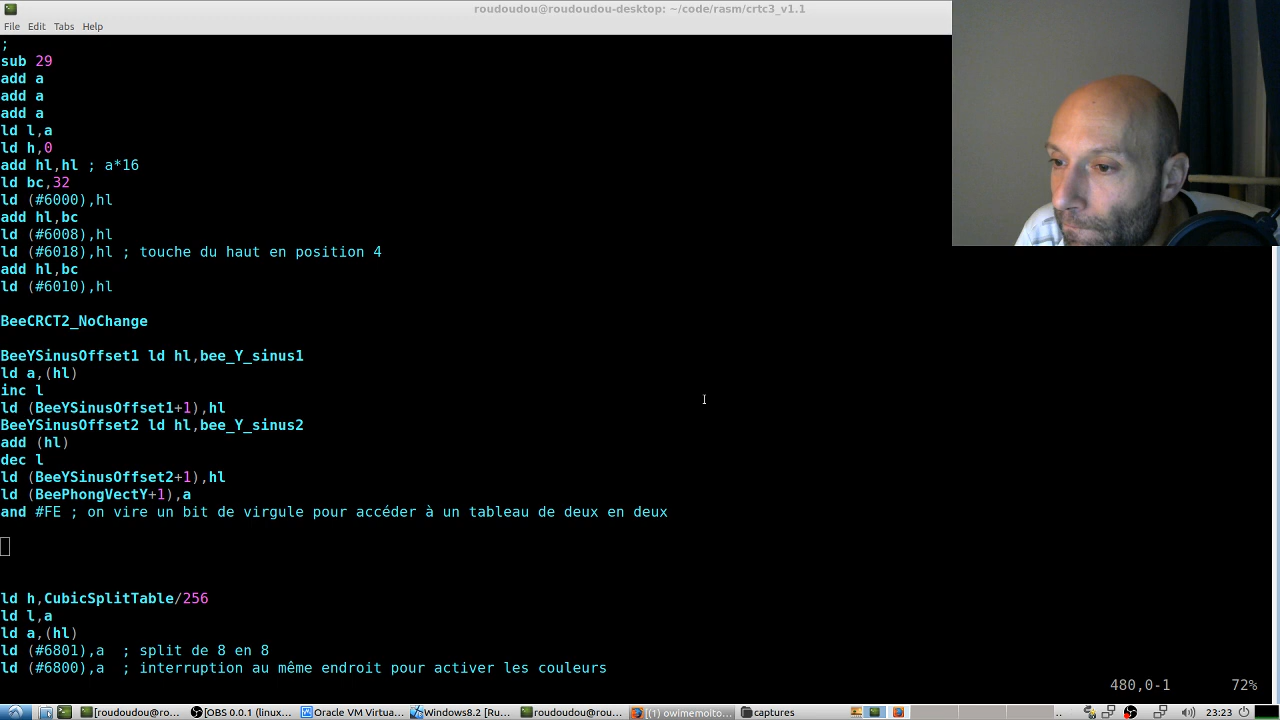 roudoudou@roudoudou-desktop: ~/code/rasm/crtc3_v1.1
File Edit Tabs Help
;
sub 29
add a
add a
add a
ld l,a
ld h,0
add hl,hl ; a*16
ld bc,32
ld (#6000),hl
add hl,bc
ld (#6008),hl
ld (#6018),hl ; touche du haut en position 4
add hl,bc
ld (#6010),hl
BeeCRCT2_NoChange
BeeYSinusOffset1 ld hl,bee_Y_sinus1
ld a,(hl)
inc l
ld (BeeYSinusOffset1+1),hl
BeeYSinusOffset2 ld hl,bee_Y_sinus2
add (hl)
dec l
ld (BeeYSinusOffset2+1),hl
ld (BeePhongVectY+1),a
and #FE ; on vire un bit de virgule pour accéder à un tableau de deux en deux
ld h,CubicSplitTable/256
ld l,a
ld a,(hl)
ld (#6801),a ; split de 8 en 8
ld (#6800),a ; interruption au même endroit pour activer les couleurs
480,0-1 72%
[roudoudou@ro... [OBS 0.0.1 (linux... Oracle VM Virtua... Windows8.2 [Ru... roudoudou@rou... [(1) owimemoito... captures .. 23:23